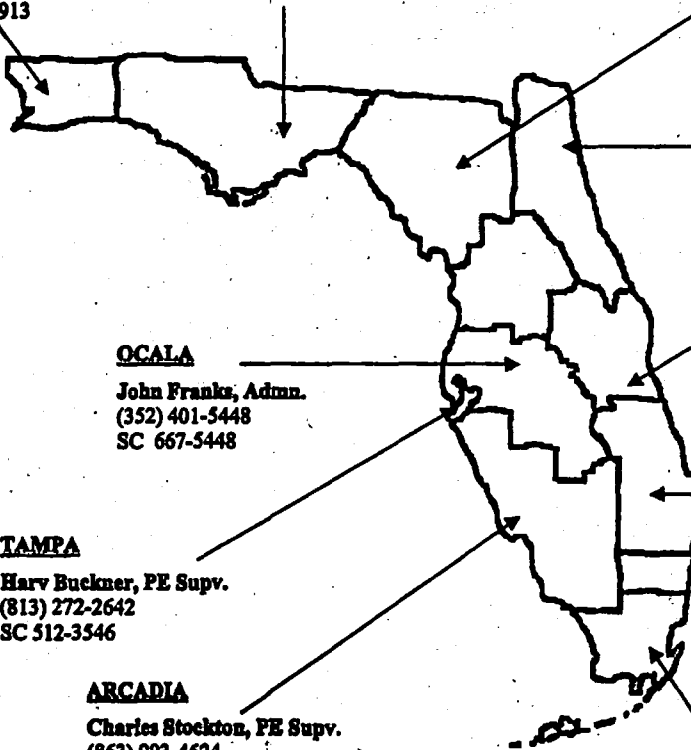 913
OCALA
John Franks, Admn.
(352) 401-5448
SC 667-5448
TAMPA
Harv Buckner, PE Supv.
(813) 272-2642
SC 512-3546
ARCADIA
Charles Stockton, PE Supv.